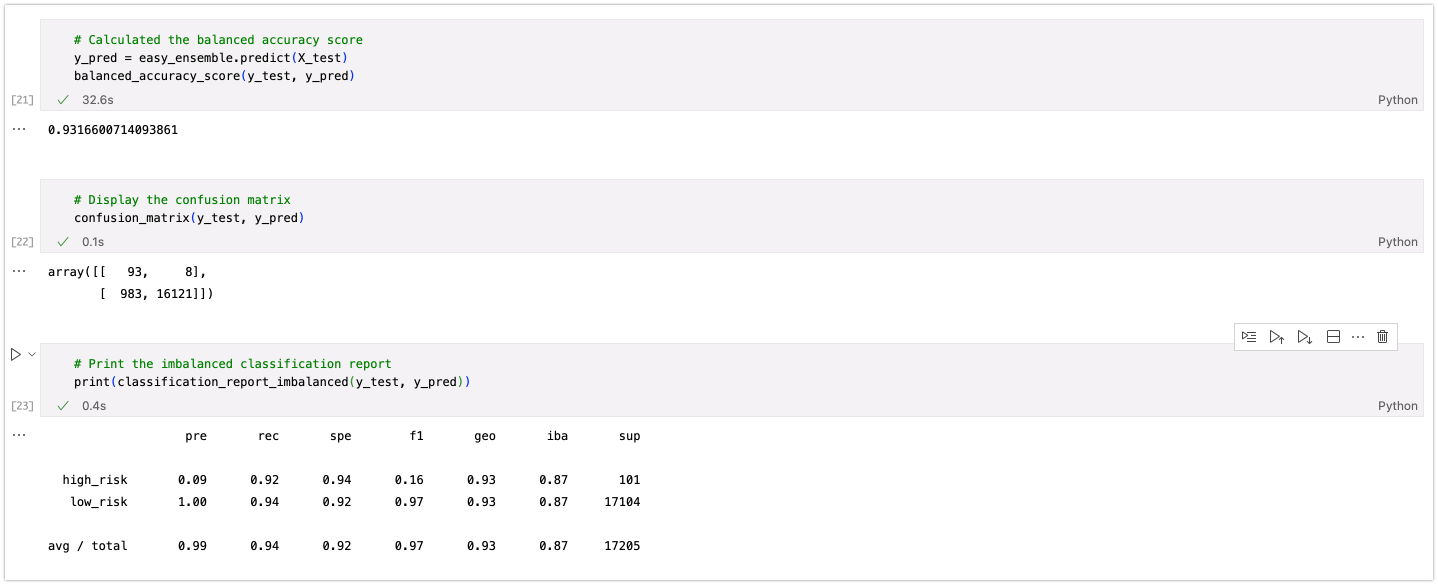 # Calculated the balanced accuracy score
y_pred = easy_ensemble.predict(X_test)
balanced_accuracy_score(y_test, y_pred)
[21] 32.6s Python
0.9316600714093861
# Display the confusion matrix
confusion_matrix(y_test, y_pred)
[22] 0.1s Python
array([[   93,     8],
       [  983, 16121]])
# Print the imbalanced classification report
print(classification_report_imbalanced(y_test, y_pred))
[23] 0.4s Python
pre rec spe f1 geo iba sup
high_risk 0.09 0.92 0.94 0.16 0.93 0.87 101
low_risk 1.00 0.94 0.92 0.97 0.93 0.87 17104
avg / total 0.99 0.94 0.92 0.97 0.93 0.87 17205